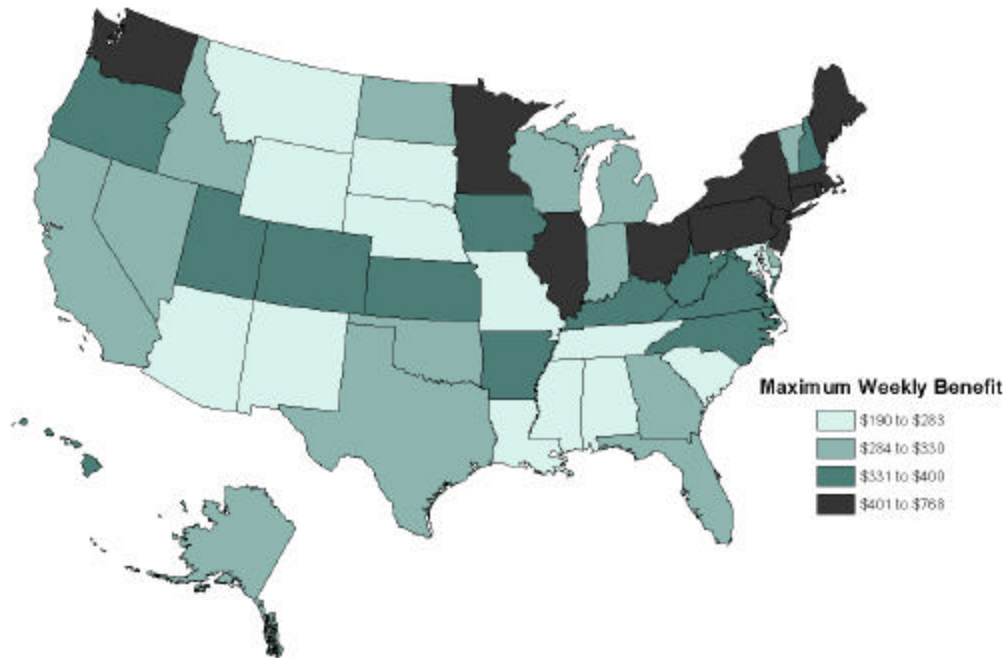 Maximum Weekly Benefit
$190 to $283
$284 to $330
$331 to $400
$401 to $768